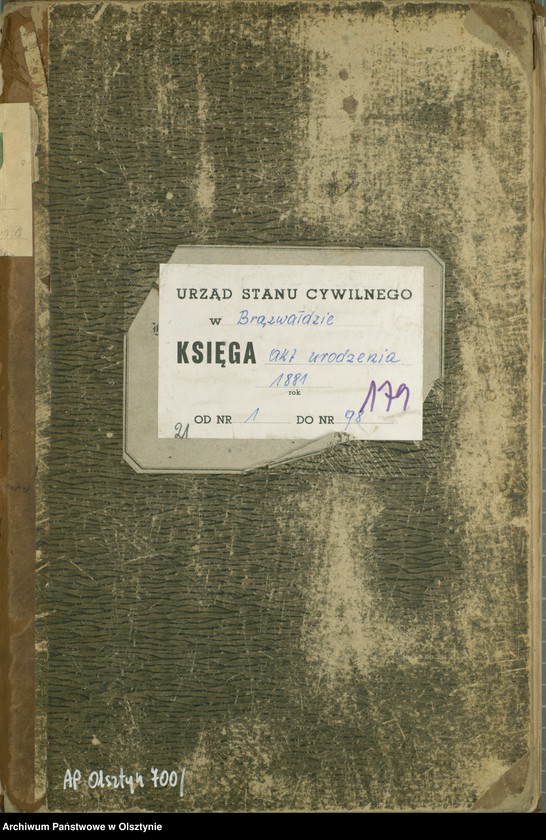 URZĄD STANU CYWILNEGO
w Brąswałdzie
KSIĘGA akt urodzenia
1881
rok
179
21 OD NR 1 DO NR 98
AP Olsztyn 700/
Archiwum Państwowe w Olsztynie